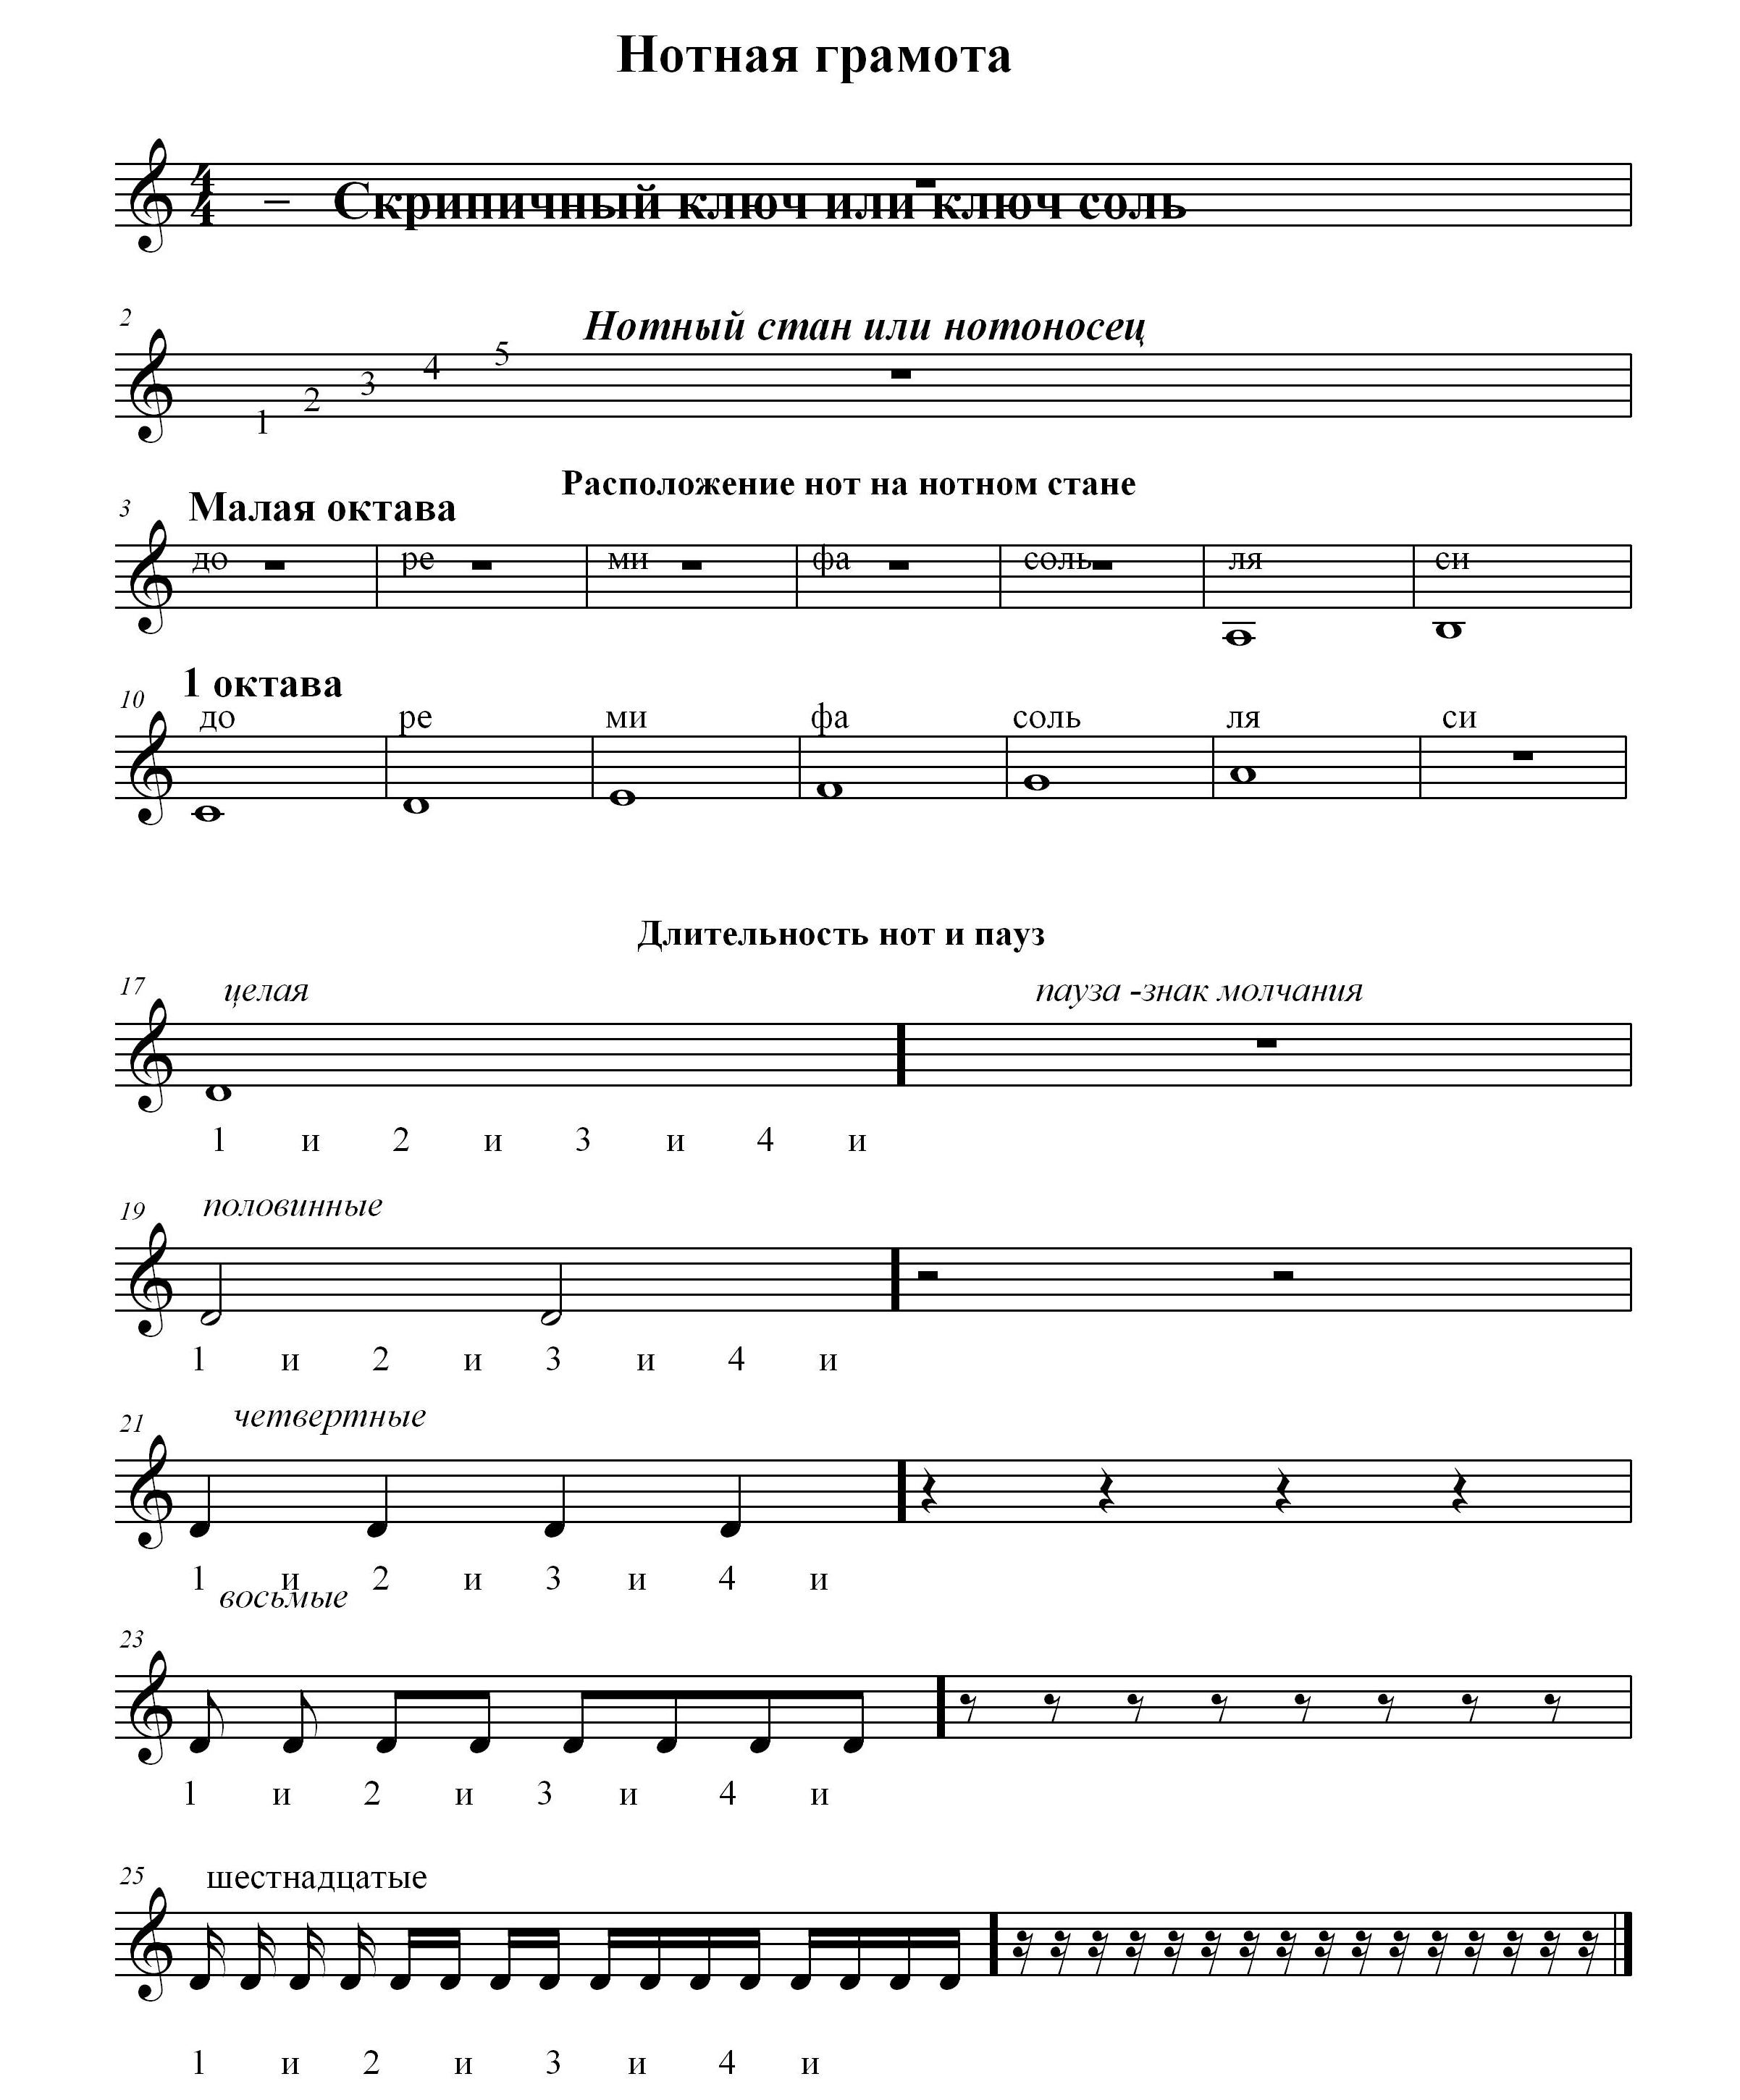 Нотная грамота
4
4
– Скрипичный ключ или ключ соль
2
Нотный стан или нотоносец
1 2 3 4 5
Расположение нот на нотном стане
3 Малая октава
до ре ми фа соль ля си
1 октава
10
до ре ми фа соль ля си
Длительность нот и пауз
17 целая пауза -знак молчания
1 и 2 и 3 и 4 и
19 половинные
1 и 2 и 3 и 4 и
21 четвертные
1 и 2 и 3 и 4 и
восьмые
23
1 и 2 и 3 и 4 и
25 шестнадцатые
1 и 2 и 3 и 4 и